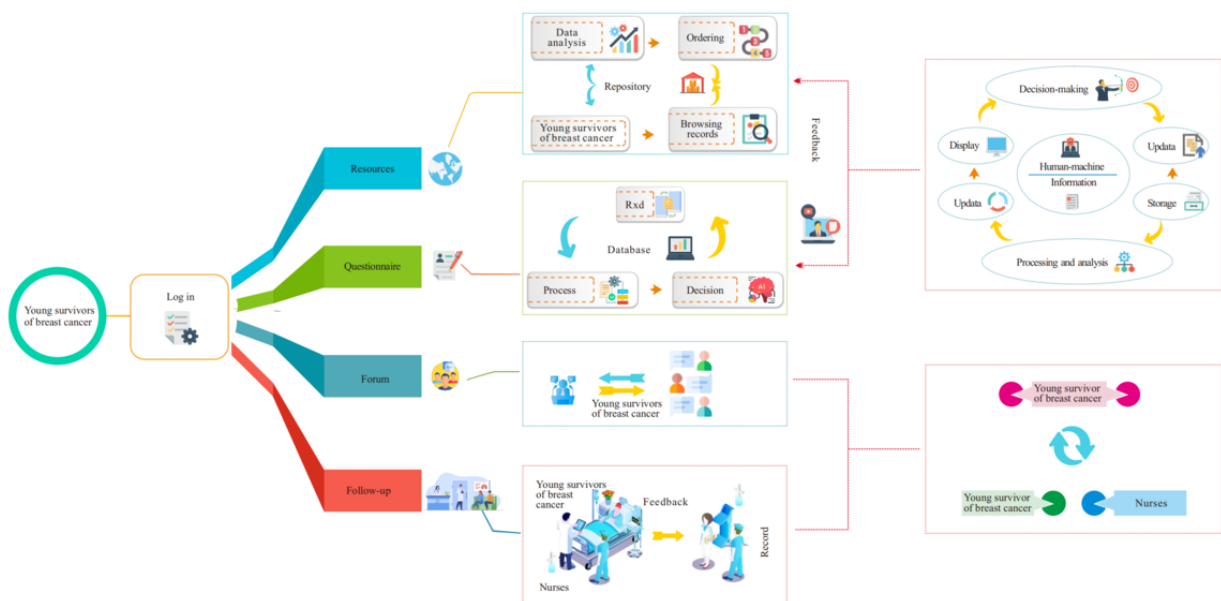 Young survivors
of breast cancer
Log in
Resources
Questionnaire
Forum
Follow-up
Data
analysis
Ordering
Repository
Young survivors
of breast cancer
Browsing
records
Rxd
Database
Process
Decision
AI
Young survivors
of breast cancer
Young survivors
of breast
cancer
Feedback
Nurses
Record
Feedback
Decision-making
Display
Updata
Human-machine
Information
Updata
Storage
Processing and analysis
Young survivor
of breast cancer
Young survivor
of breast cancer
Nurses